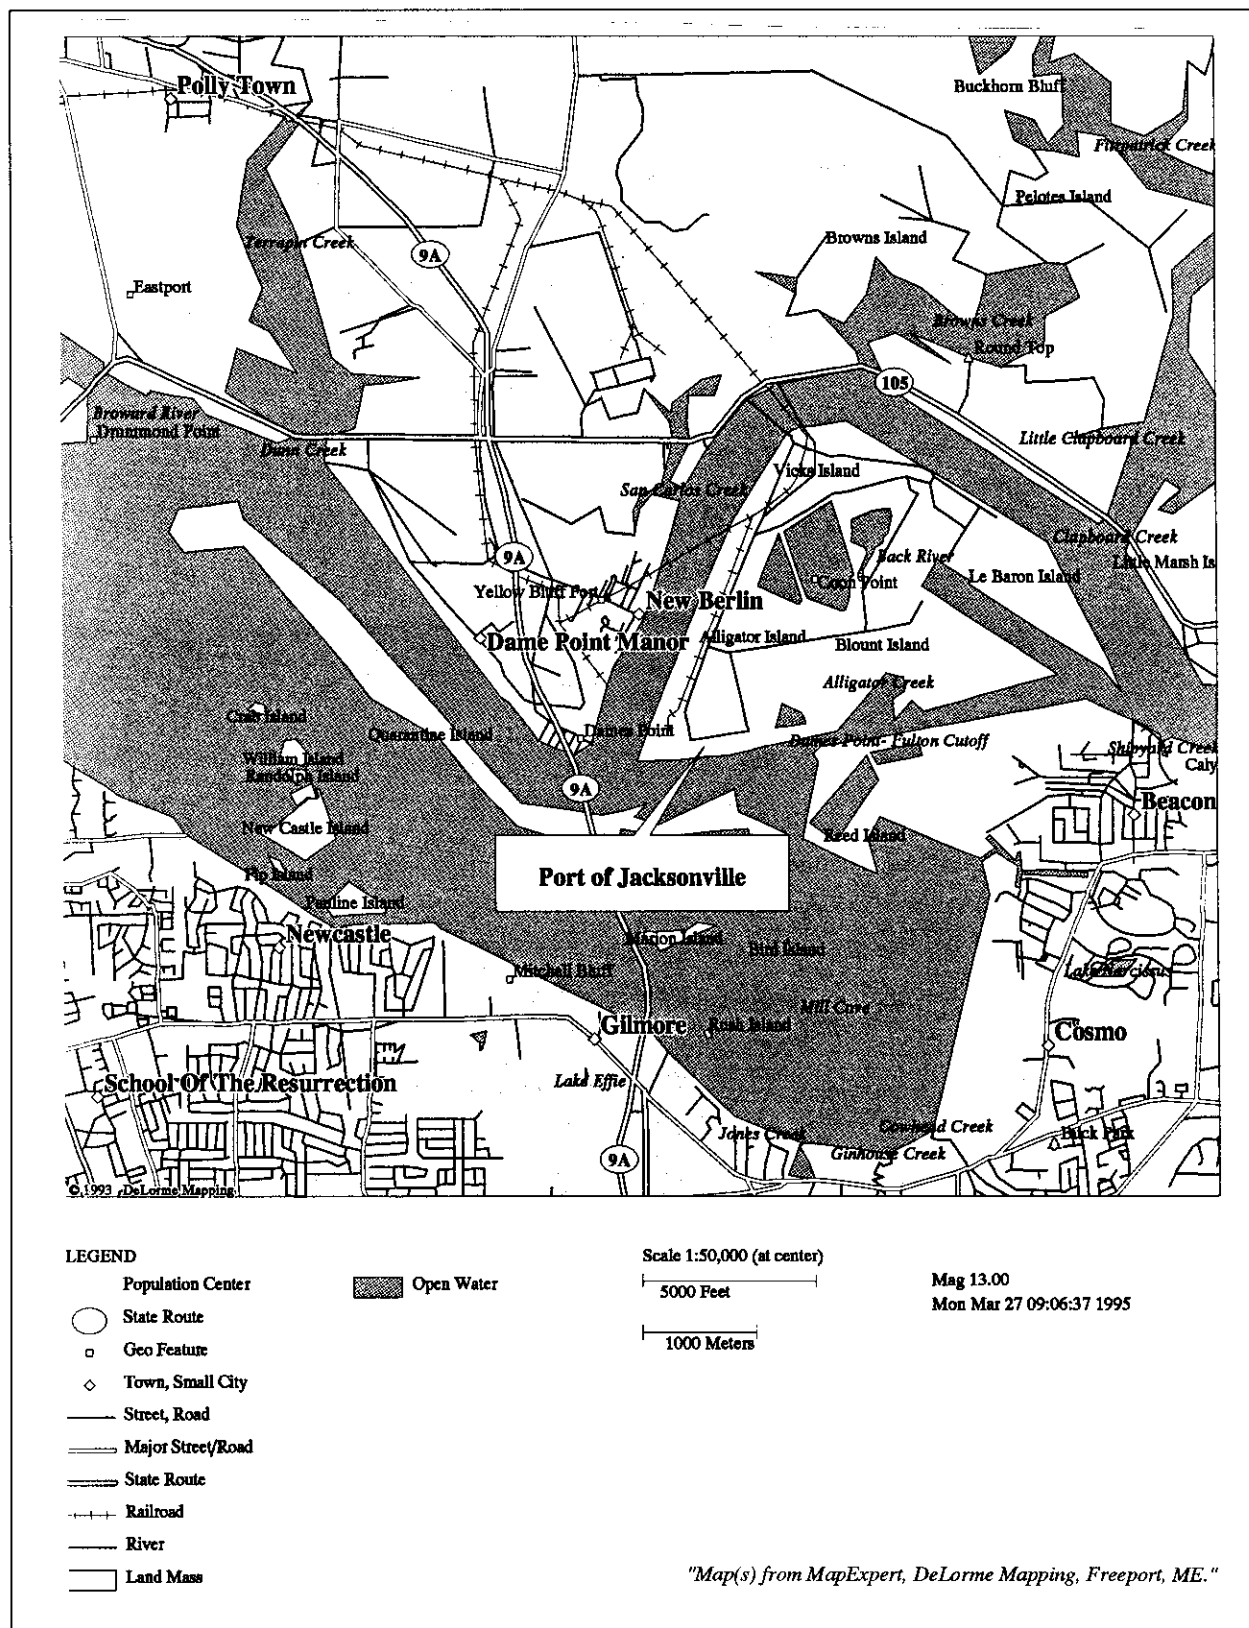 Buckhorn Bluff
Polly Town
Fitzpatrick Creek
Pelotes Island
Browns Island
Terrapin Creek
9A
Eastport
Browns Creek
Round Top
105
Broward River
Drummond Point
Little Clapboard Creek
Dunn Creek
Vicks Island
San Carlos Creek
Clapboard Creek
9A
Back River
Little Marsh Is
Le Baron Island
Coon Point
Yellow Bluff Fort
New Berlin
Alligator Island
Dame Point Manor
Blount Island
Alligator Creek
Crab Island
Quarantine Island
Dames Point
Dames Point- Fulton Cutoff
Shipyard Creek
William Island
Caly
Randolph Island
9A
Beacon
New Castle Island
Reed Island
Pip Island
Port of Jacksonville
Pauline Island
Newcastle
Marion Island
Bird Island
Mitchell Bluff
Lake Narcissus
Mill Cove
Gilmore
Rush Island
Cosmo
School Of The Resurrection
Lake Effie
Jones Creek
Cowhead Creek
Buck Park
9A
Ginhouse Creek
© 1993 DeLorme Mapping
LEGEND
Population Center
State Route
Geo Feature
Town, Small City
Street, Road
Major Street/Road
State Route
Railroad
River
Land Mass
Open Water
Scale 1:50,000 (at center)
5000 Feet
1000 Meters
Mag 13.00
Mon Mar 27 09:06:37 1995
"Map(s) from MapExpert, DeLorme Mapping, Freeport, ME."